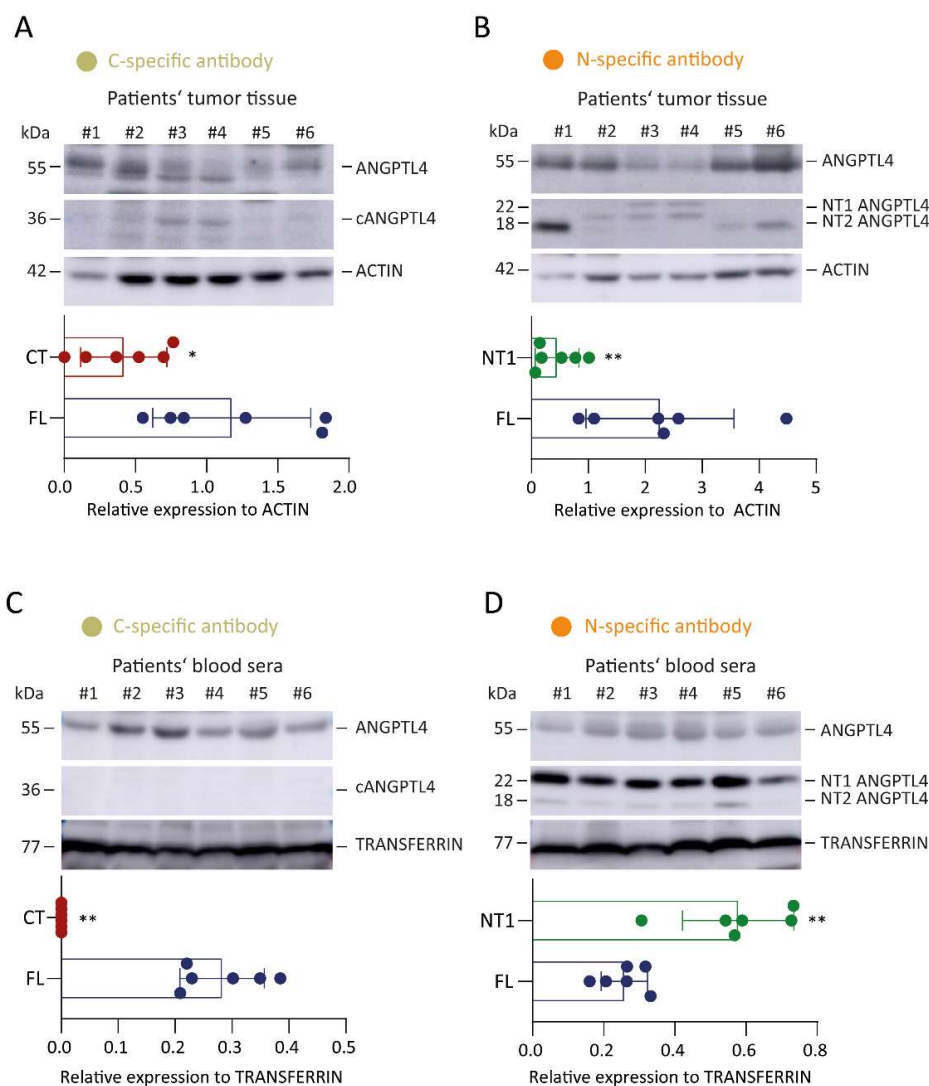 A
C-specific antibody
Patients' tumor tissue
kDa #1 #2 #3 #4 #5 #6
55 ANGPTL4
36 cANGPTL4
42 ACTIN
CT *
FL
0.0 0.5 1.0 1.5 2.0
Relative expression to ACTIN
B
N-specific antibody
Patients' tumor tissue
kDa #1 #2 #3 #4 #5 #6
55 ANGPTL4
22 NT1 ANGPTL4
18 NT2 ANGPTL4
42 ACTIN
NT1 **
FL
0 1 2 3 4 5
Relative expression to ACTIN
C
C-specific antibody
Patients' blood sera
kDa #1 #2 #3 #4 #5 #6
55 ANGPTL4
36 cANGPTL4
77 TRANSFERRIN
CT **
FL
0.0 0.1 0.2 0.3 0.4 0.5
Relative expression to TRANSFERRIN
D
N-specific antibody
Patients' blood sera
kDa #1 #2 #3 #4 #5 #6
55 ANGPTL4
22 NT1 ANGPTL4
18 NT2 ANGPTL4
77 TRANSFERRIN
NT1 **
FL
0.0 0.2 0.4 0.6 0.8
Relative expression to TRANSFERRIN